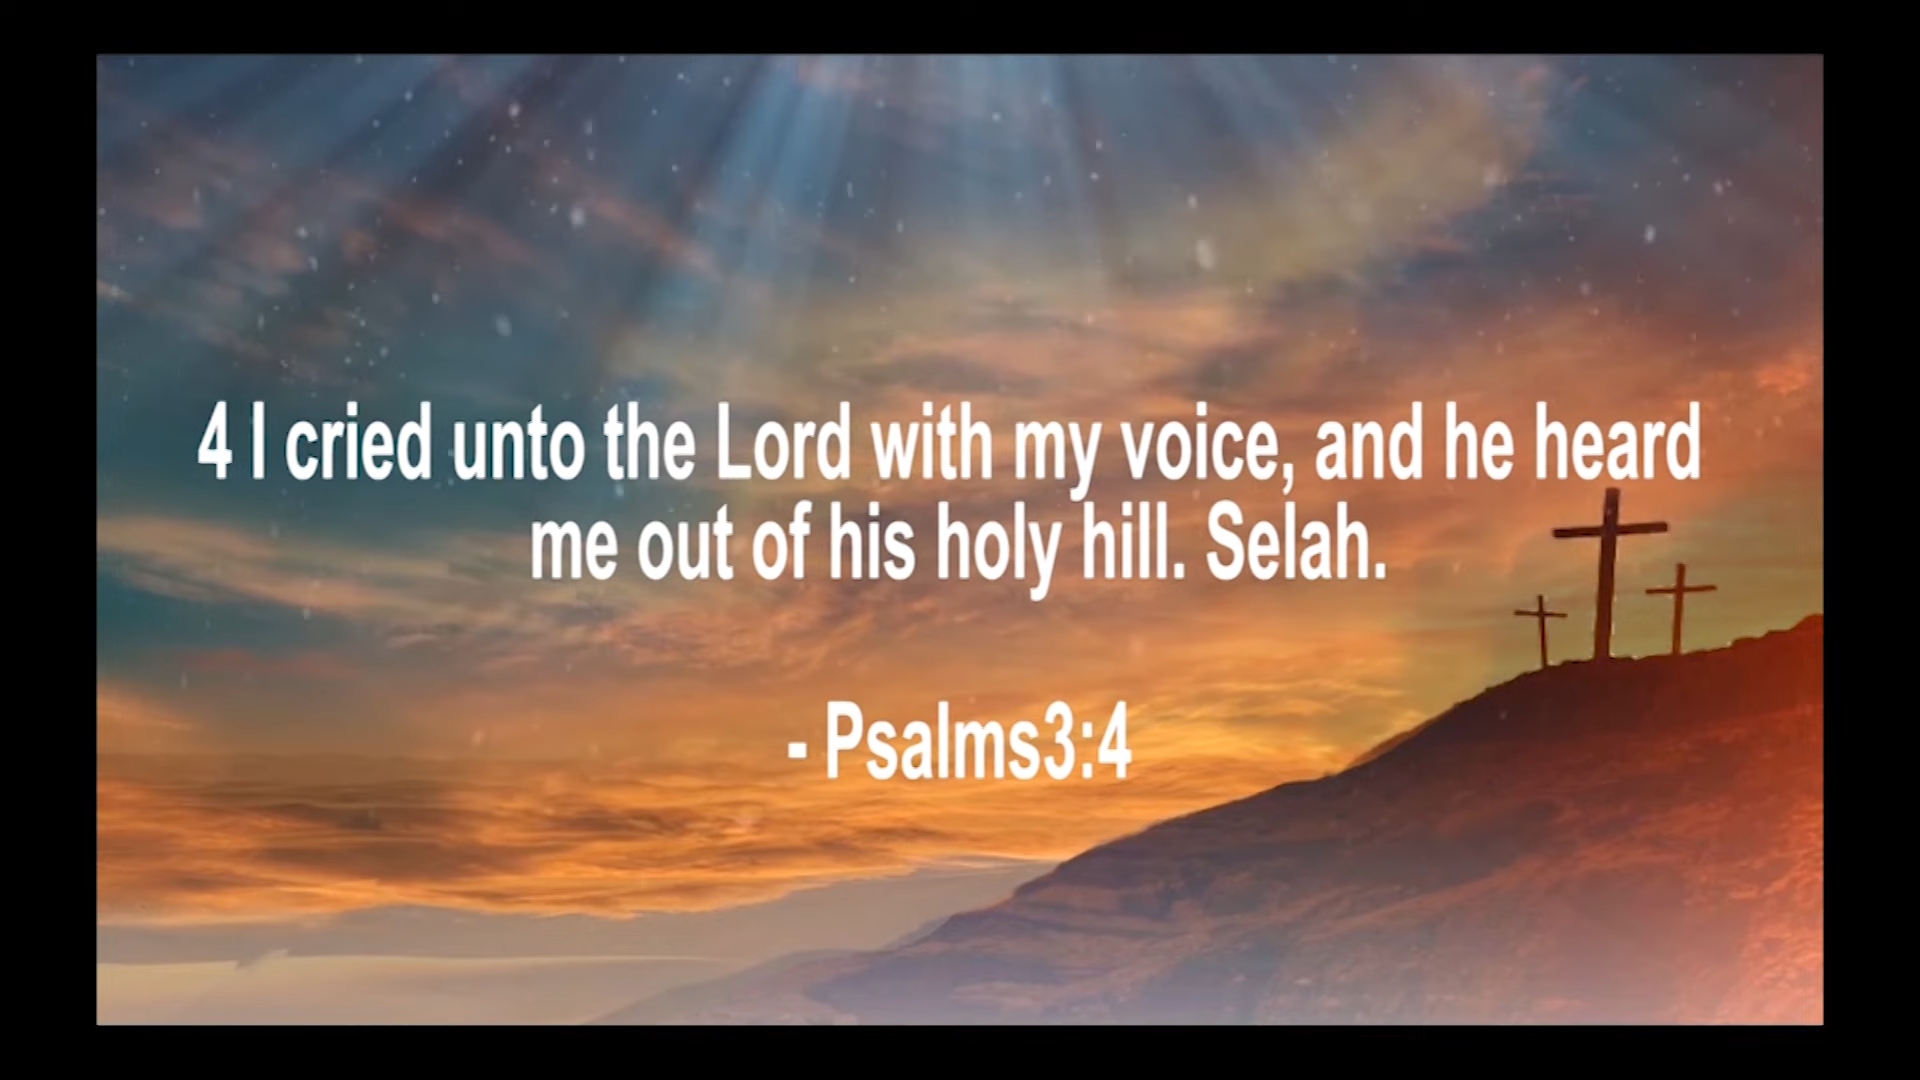 4 I cried unto the Lord with my voice, and he heard
me out of his holy hill. Selah.
- Psalms3:4